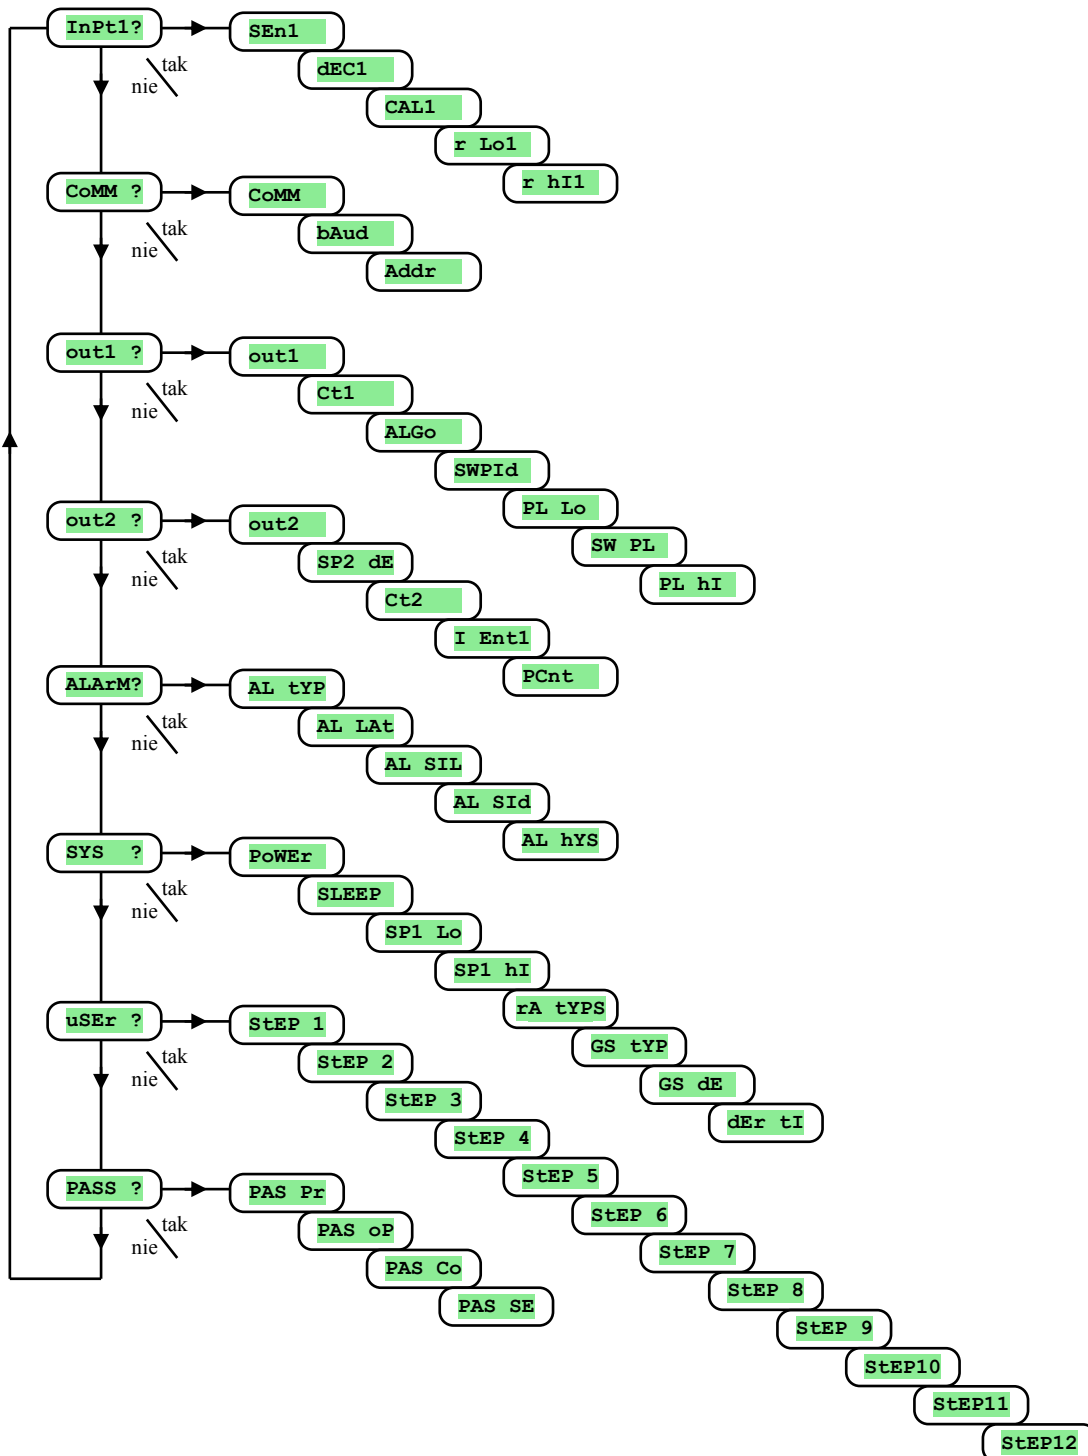 InPt1? SEn1
tak
nie
dEC1
CAL1
r Lo1
r hI1
CoMM ? CoMM
tak
nie
bAud
Addr
out1 ? out1
tak
nie
Ct1
ALGo
SWPId
PL Lo
SW PL
PL hI
out2 ? out2
tak
nie
SP2 dE
Ct2
I Ent1
PCnt
ALArM? AL tYP
tak
nie
AL LAt
AL SIL
AL SId
AL hYS
SYS ? PoWEr
tak
nie
SLEEP
SP1 Lo
SP1 hI
rA tYPS
GS tYP
GS dE
dEr tI
uSEr ? StEP 1
tak
nie
StEP 2
StEP 3
StEP 4
StEP 5
StEP 6
StEP 7
StEP 8
StEP 9
StEP10
StEP11
StEP12
PASS ? PAS Pr
tak
nie
PAS oP
PAS Co
PAS SE